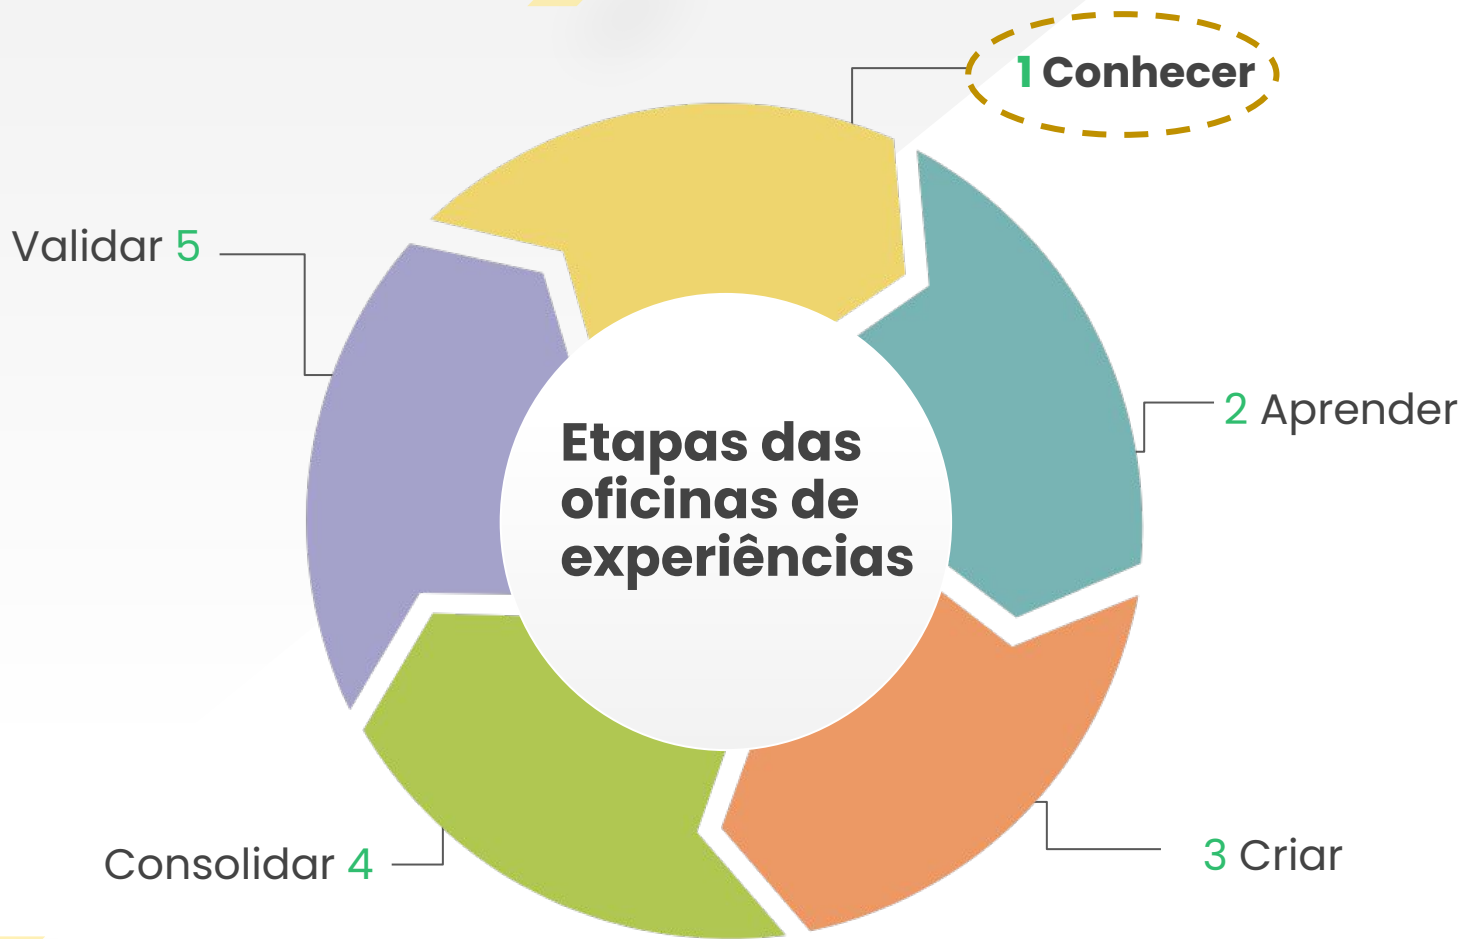 1 Conhecer
Validar 5
2 Aprender
Etapas das
oficinas de
experiências
3 Criar
Consolidar 4